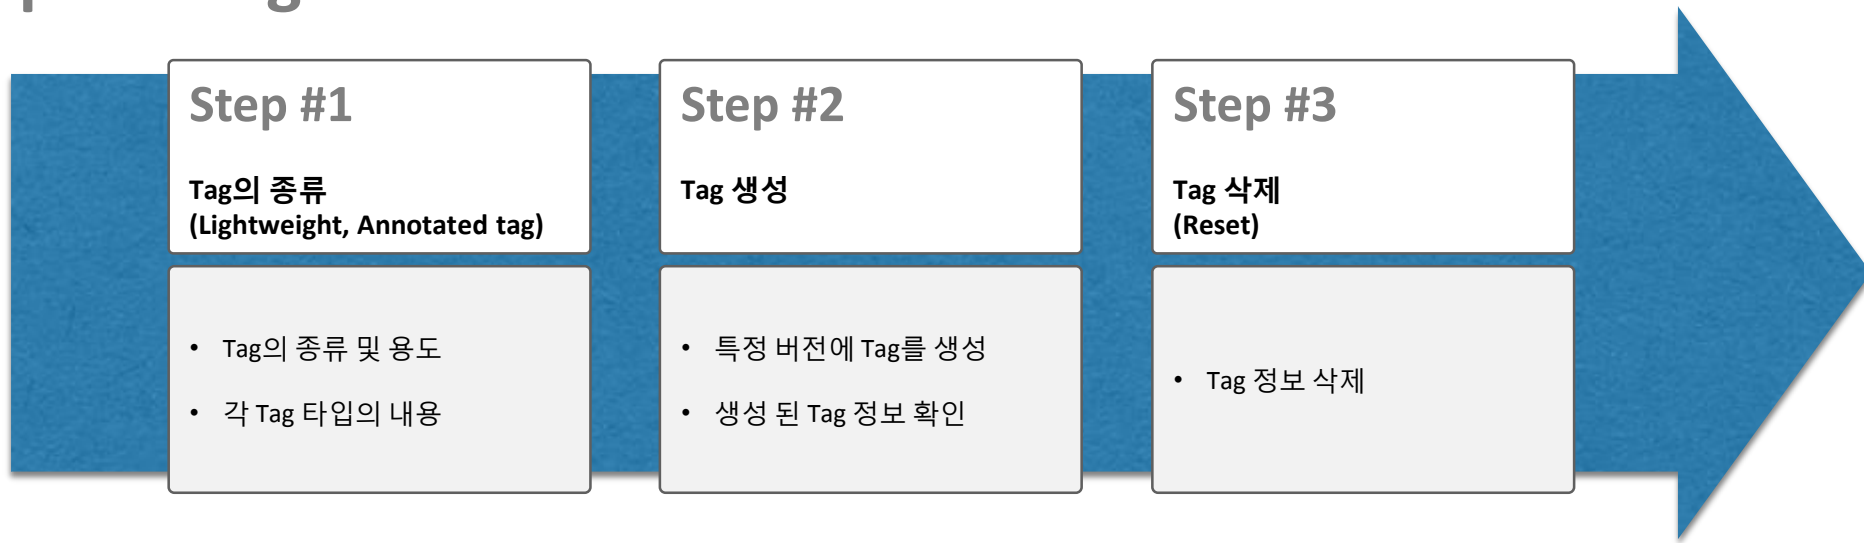 Step #1
Tag의 종류
(Lightweight, Annotated tag)
• Tag의 종류 및 용도
• 각 Tag 타입의 내용
Step #2
Tag 생성
• 특정 버전에 Tag를 생성
• 생성 된 Tag 정보 확인
Step #3
Tag 삭제
(Reset)
• Tag 정보 삭제